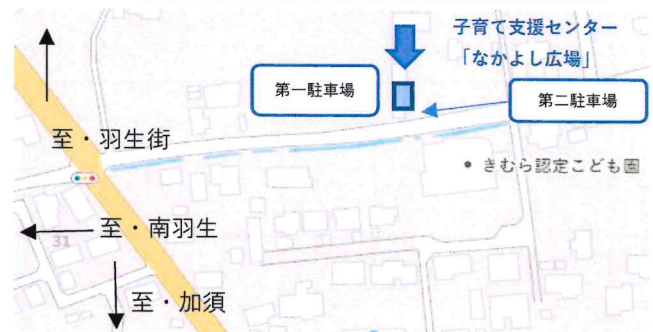 子育て支援センター
「なかよし広場」
第一駐車場
第二駐車場
至・羽生街
きむら認定こども園
至・南羽生
31
至・加須